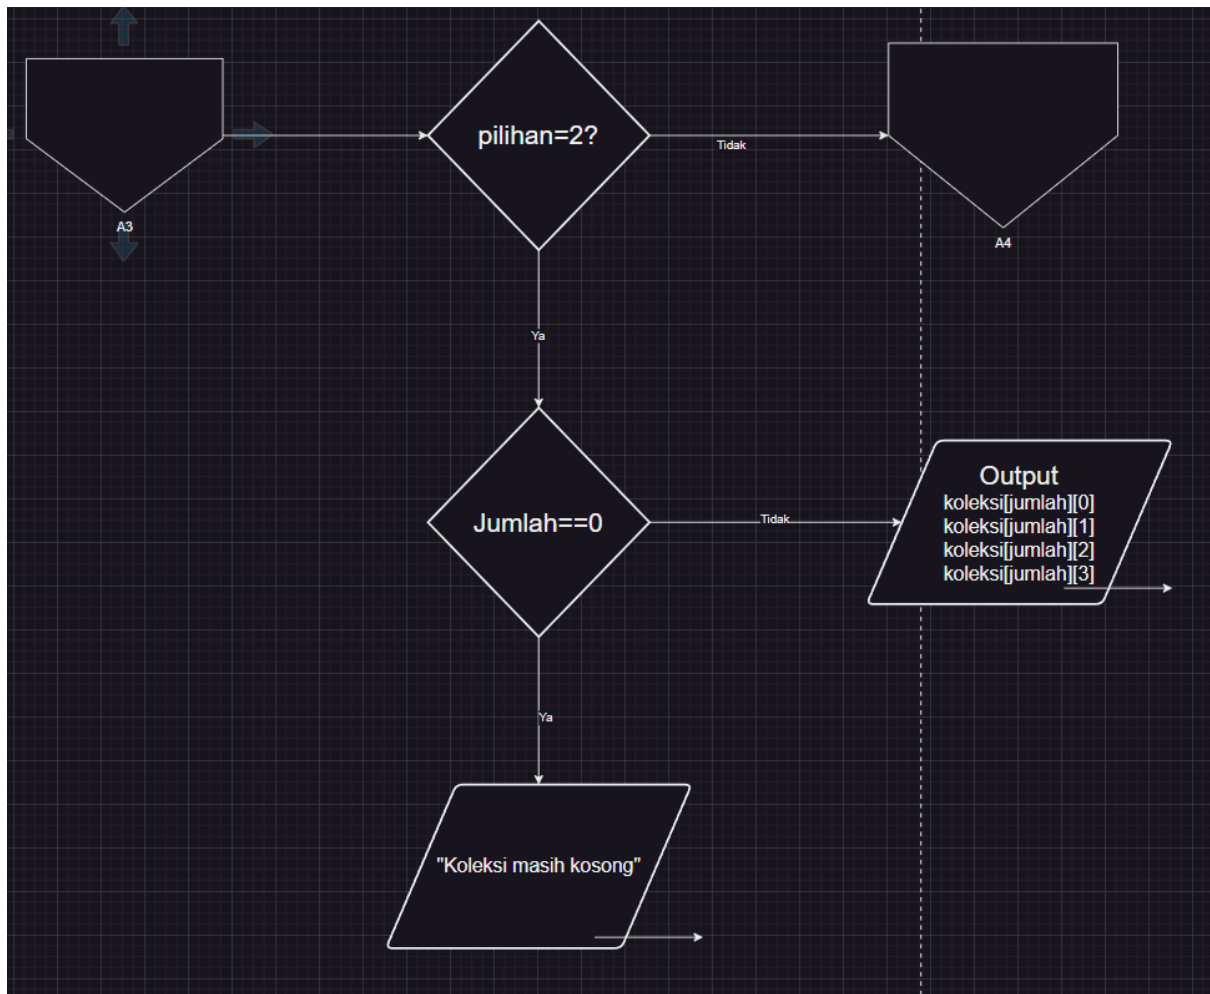 pilihan=2?
Tidak
A3
A4
Ya
Jumlah==0
Tidak
Output
koleksi[jumlah][0]
koleksi[jumlah][1]
koleksi[jumlah][2]
koleksi[jumlah][3]
Ya
"Koleksi masih kosong"